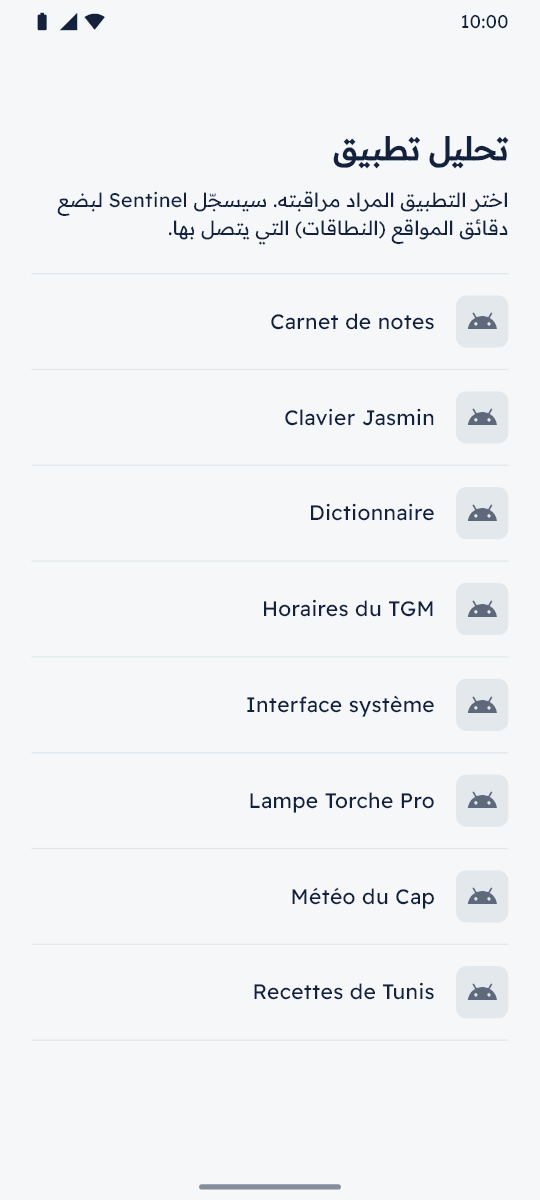 10:00
تحليل تطبيق
اختر التطبيق المراد مراقبته. سيسجّل Sentinel لبضع
دقائق المواقع (النطاقات) التي يتصل بها.
Carnet de notes
Clavier Jasmin
Dictionnaire
Horaires du TGM
Interface système
Lampe Torche Pro
Météo du Cap
Recettes de Tunis